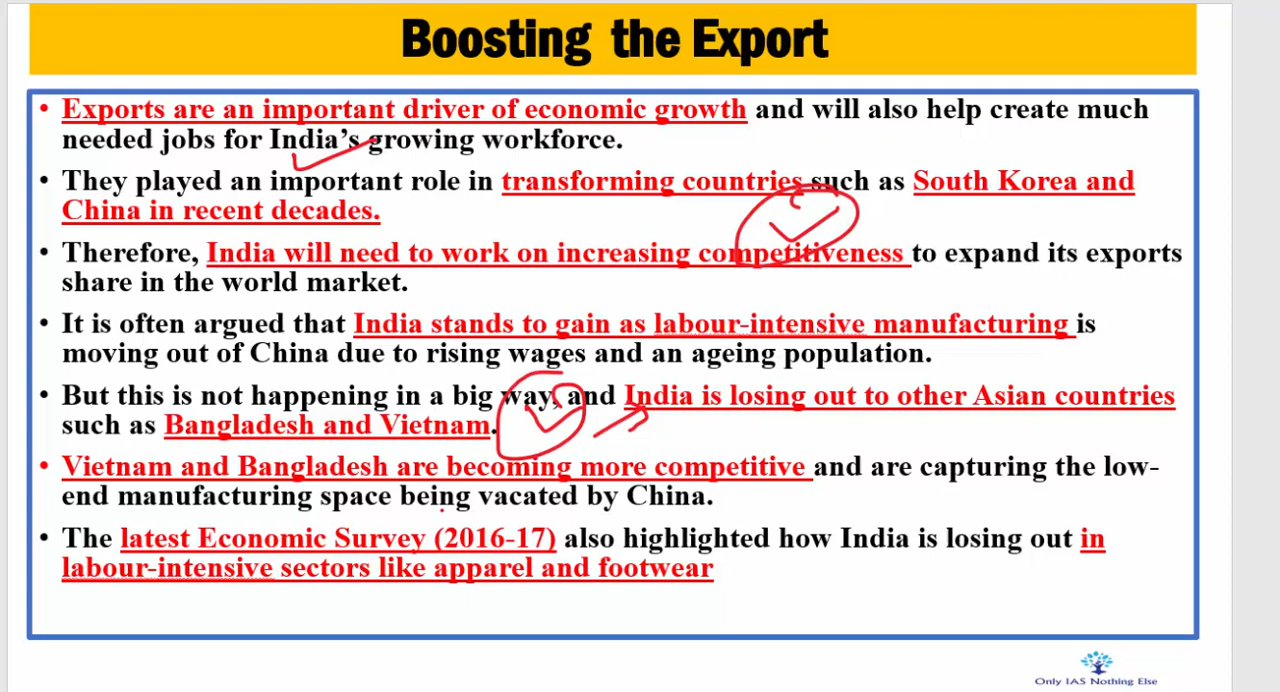 Boosting the Export
• Exports are an important driver of economic growth and will also help create much
needed jobs for India's growing workforce.
• They played an important role in transforming countries such as South Korea and
China in recent decades.
• Therefore, India will need to work on increasing competitiveness to expand its exports
share in the world market.
• It is often argued that India stands to gain as labour-intensive manufacturing is
moving out of China due to rising wages and an ageing population.
• But this is not happening in a big way, and India is losing out to other Asian countries
such as Bangladesh and Vietnam.
• Vietnam and Bangladesh are becoming more competitive and are capturing the low-
end manufacturing space being vacated by China.
• The latest Economic Survey (2016-17) also highlighted how India is losing out in
labour-intensive sectors like apparel and footwear
Only IAS Nothing Else